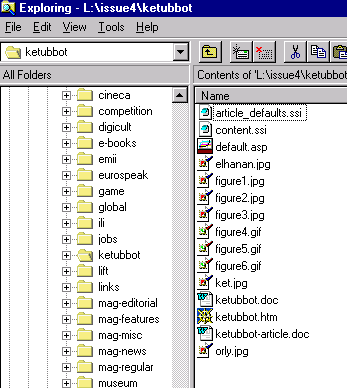 Exploring - L:\issue4\ketubbot
File Edit View Tools Help
ketubbot
All Folders
cineca
competition
digicult
e-books
emii
eurospeak
game
global
ili
jobs
ketubbot
lift
links
mag-editorial
mag-features
mag-misc
mag-news
mag-regular
museum
Contents of 'L:\issue4\ketubbot
Name
article_defaults.ssi
content.ssi
default.asp
elhanan.jpg
figure1.jpg
figure2.jpg
figure3.jpg
figure4.gif
figure5.gif
figure6.gif
ket.jpg
ketubbot.doc
ketubbot.htm
ketubbot-article.doc
orly.jpg